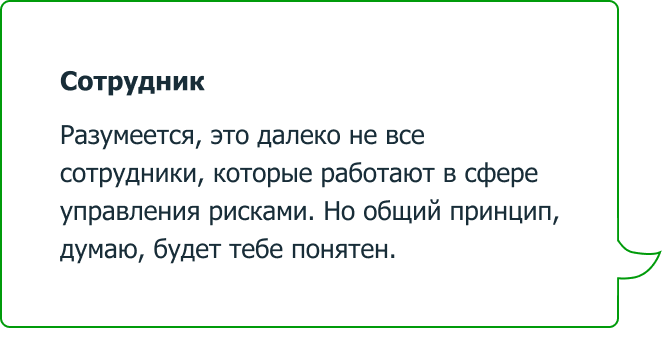 Сотрудник
Разумеется, это далеко не все
сотрудники, которые работают в сфере
управления рисками. Но общий принцип,
думаю, будет тебе понятен.